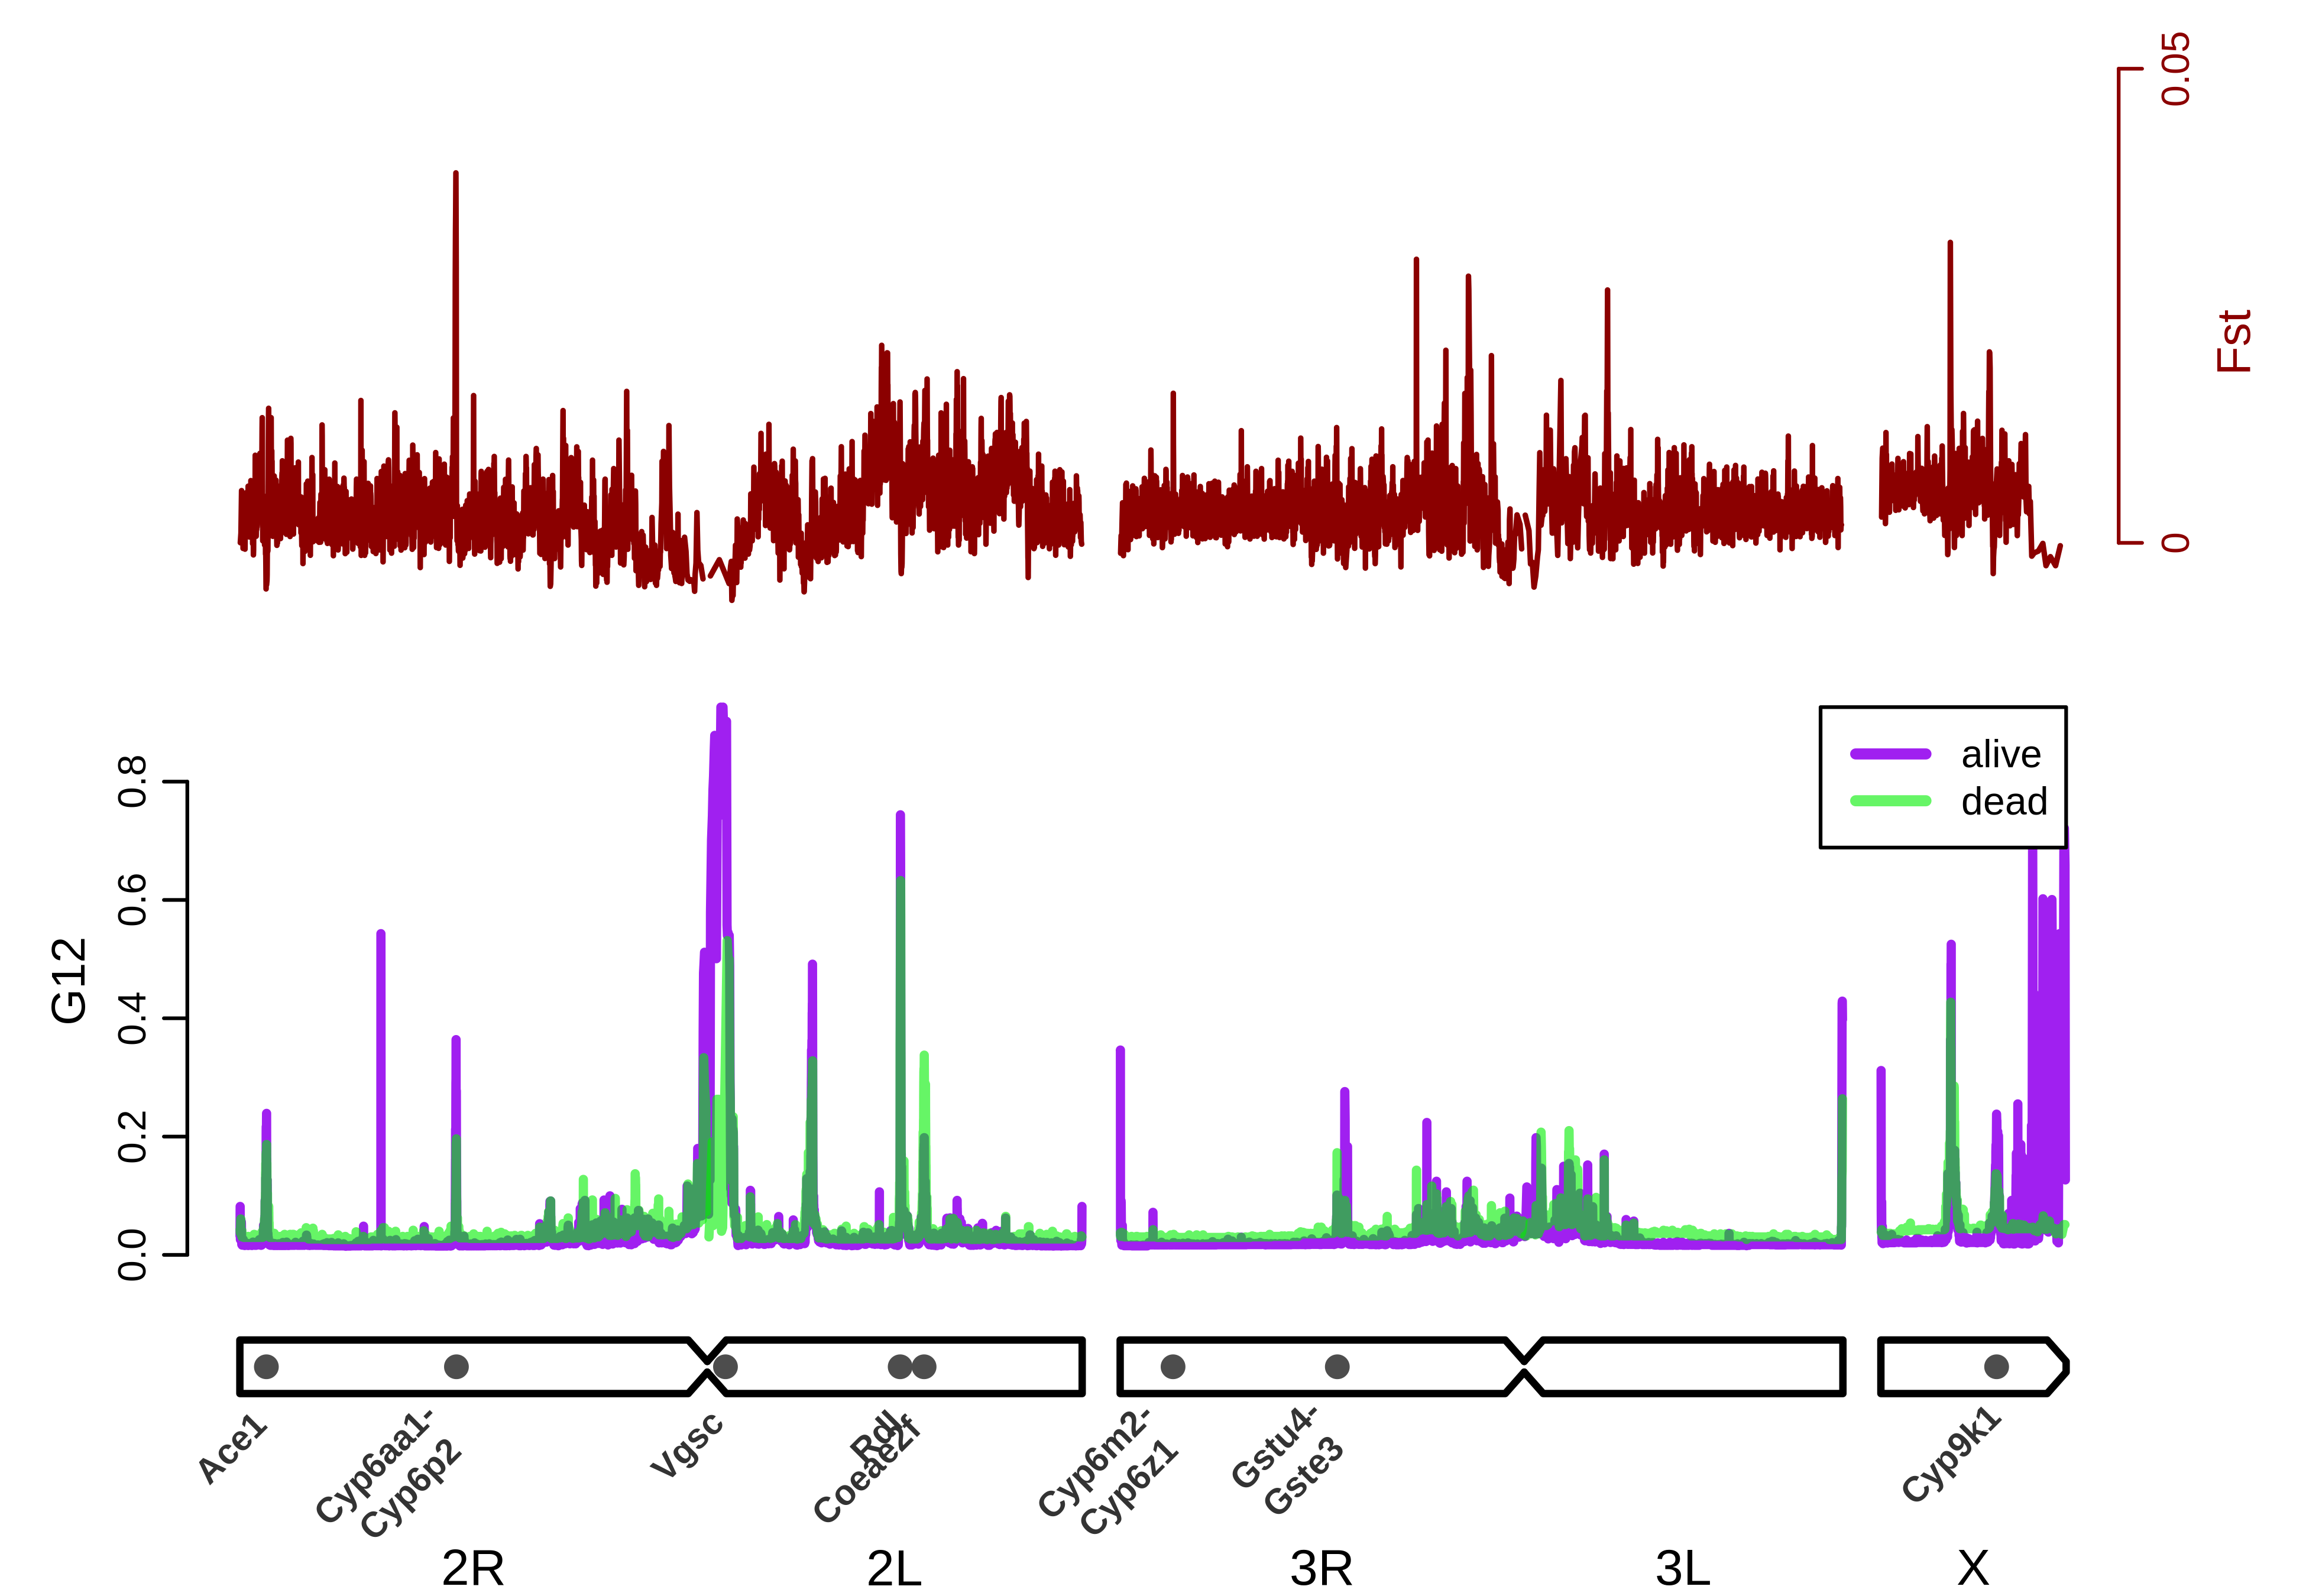 0.05
0
Fst
alive
dead
0.8
0.6
0.4
0.2
0.0
G12
Ace1
Cyp6aa1-
Cyp6p2
Vgsc
Rdl
Coeae2f
Cyp6m2-
Cyp6z1
Gstu4-
Gste3
Cyp9k1
2R 2L 3R 3L X